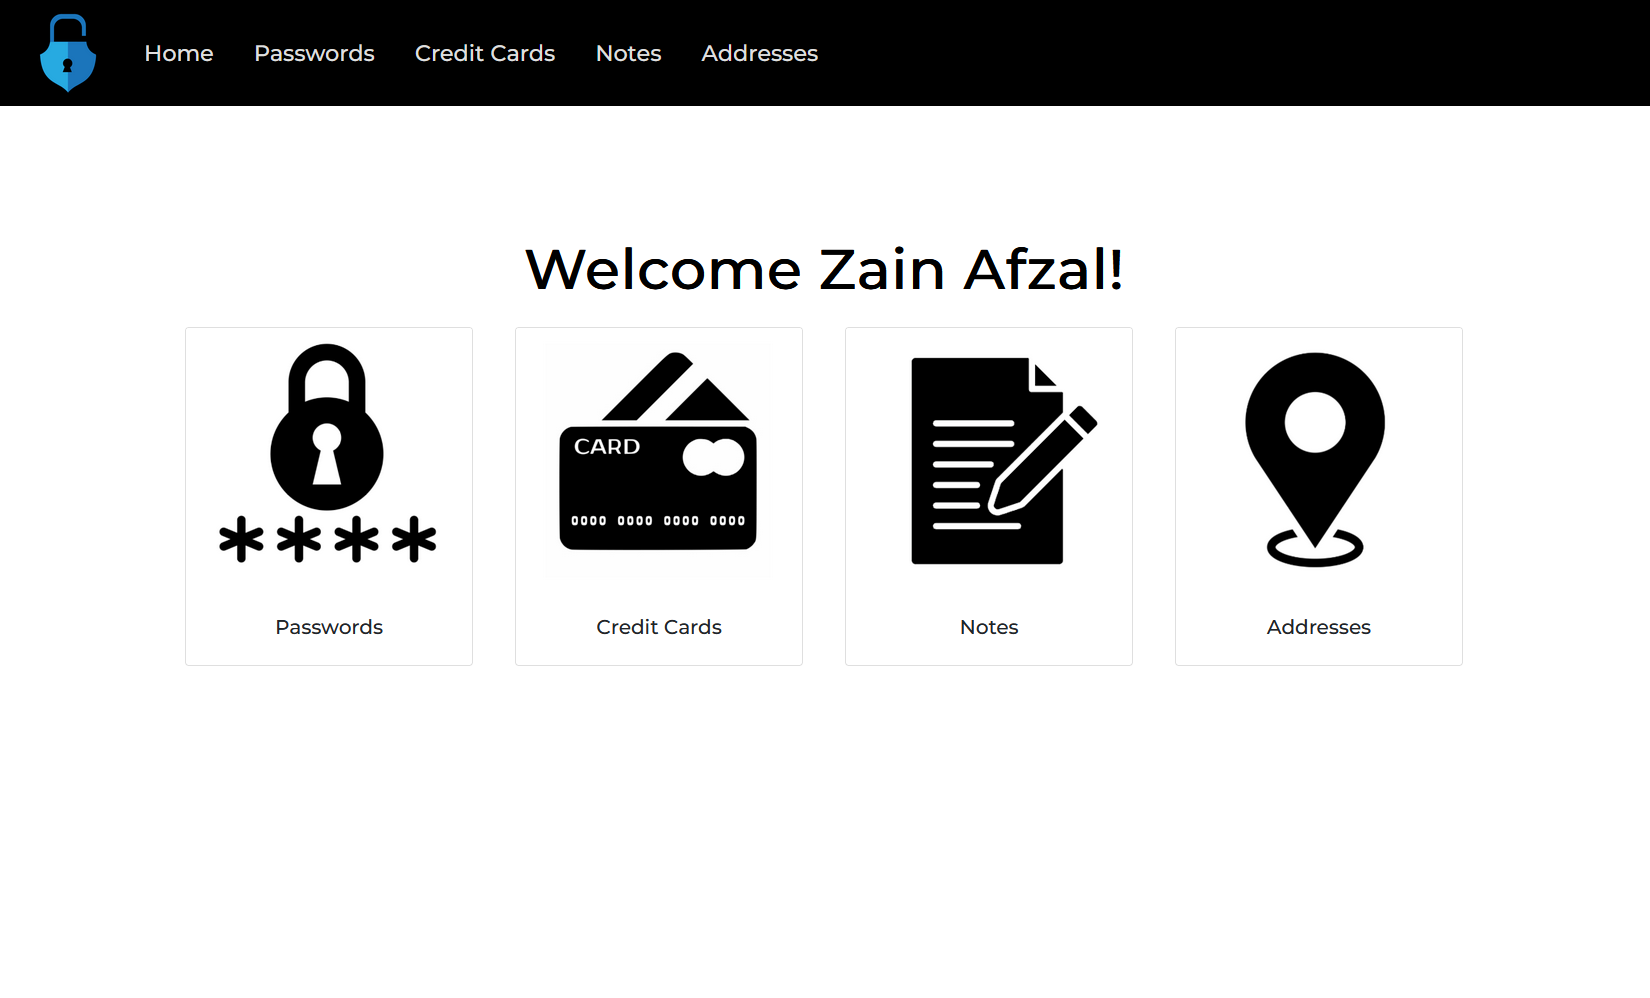 Home Passwords Credit Cards Notes Addresses
Welcome Zain Afzal!
CARD
0000 0000 0000 0000
****
Passwords Credit Cards Notes Addresses